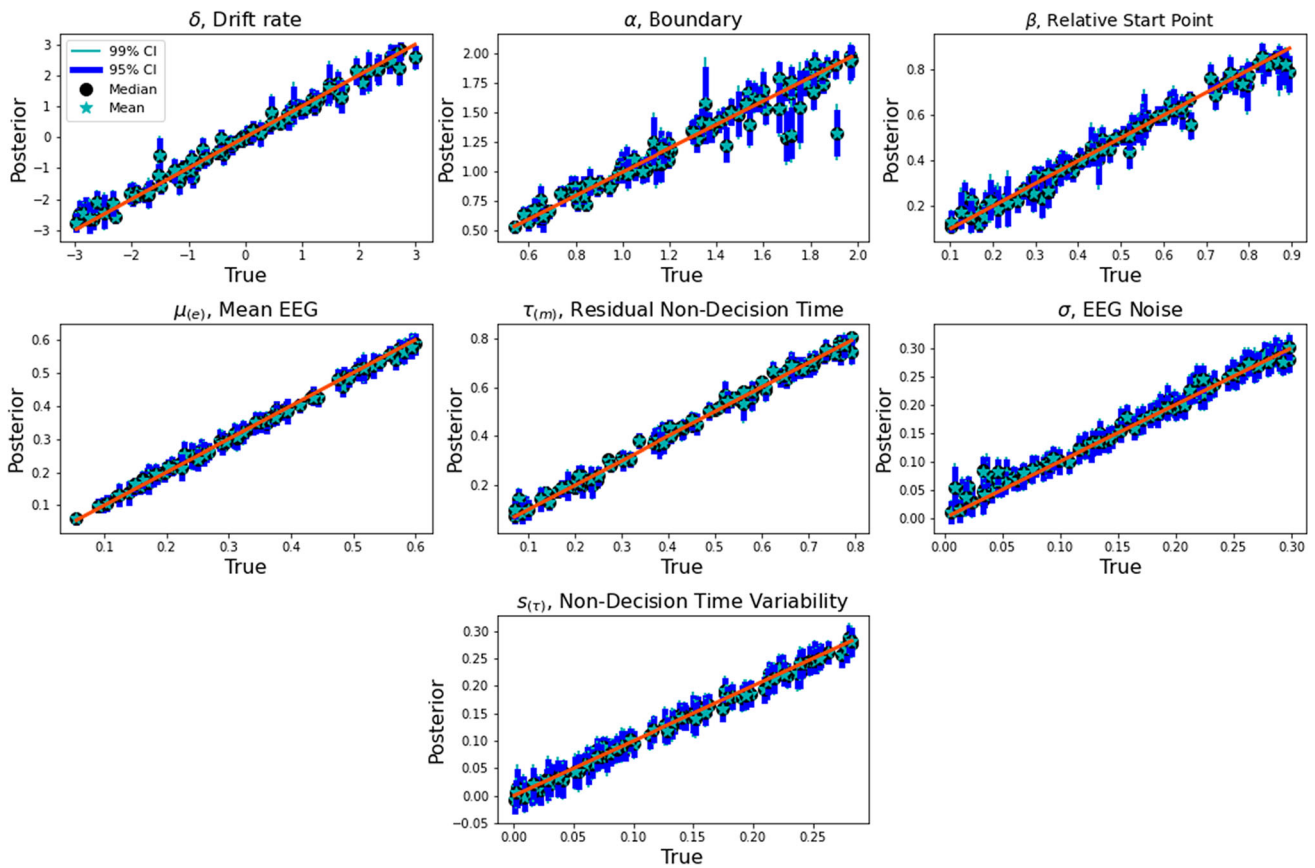 δ, Drift rate
3
2
1
0
−1
−2
−3
Posterior
99% CI
95% CI
Median
Mean
−3 −2 −1 0 1 2 3
True
α, Boundary
2.00
1.75
1.50
1.25
1.00
0.75
0.50
Posterior
0.6 0.8 1.0 1.2 1.4 1.6 1.8 2.0
True
β, Relative Start Point
0.8
0.6
0.4
0.2
Posterior
0.1 0.2 0.3 0.4 0.5 0.6 0.7 0.8 0.9
True
μ(e), Mean EEG
0.6
0.5
0.4
0.3
0.2
0.1
Posterior
0.1 0.2 0.3 0.4 0.5 0.6
True
τ(m), Residual Non-Decision Time
0.8
0.6
0.4
0.2
Posterior
0.1 0.2 0.3 0.4 0.5 0.6 0.7 0.8
True
σ, EEG Noise
0.30
0.25
0.20
0.15
0.10
0.05
0.00
Posterior
0.00 0.05 0.10 0.15 0.20 0.25 0.30
True
s(τ), Non-Decision Time Variability
0.30
0.25
0.20
0.15
0.10
0.05
0.00
−0.05
Posterior
0.00 0.05 0.10 0.15 0.20 0.25
True